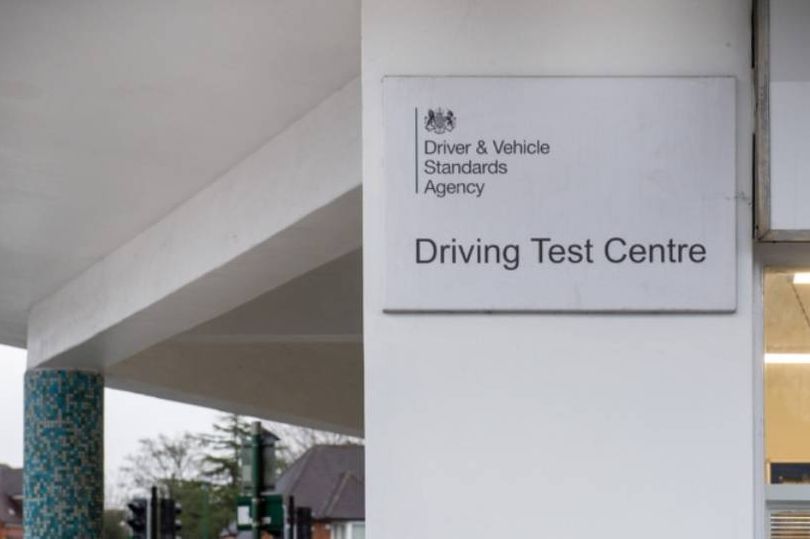 Driver & Vehicle
Standards
Agency
Driving Test Centre